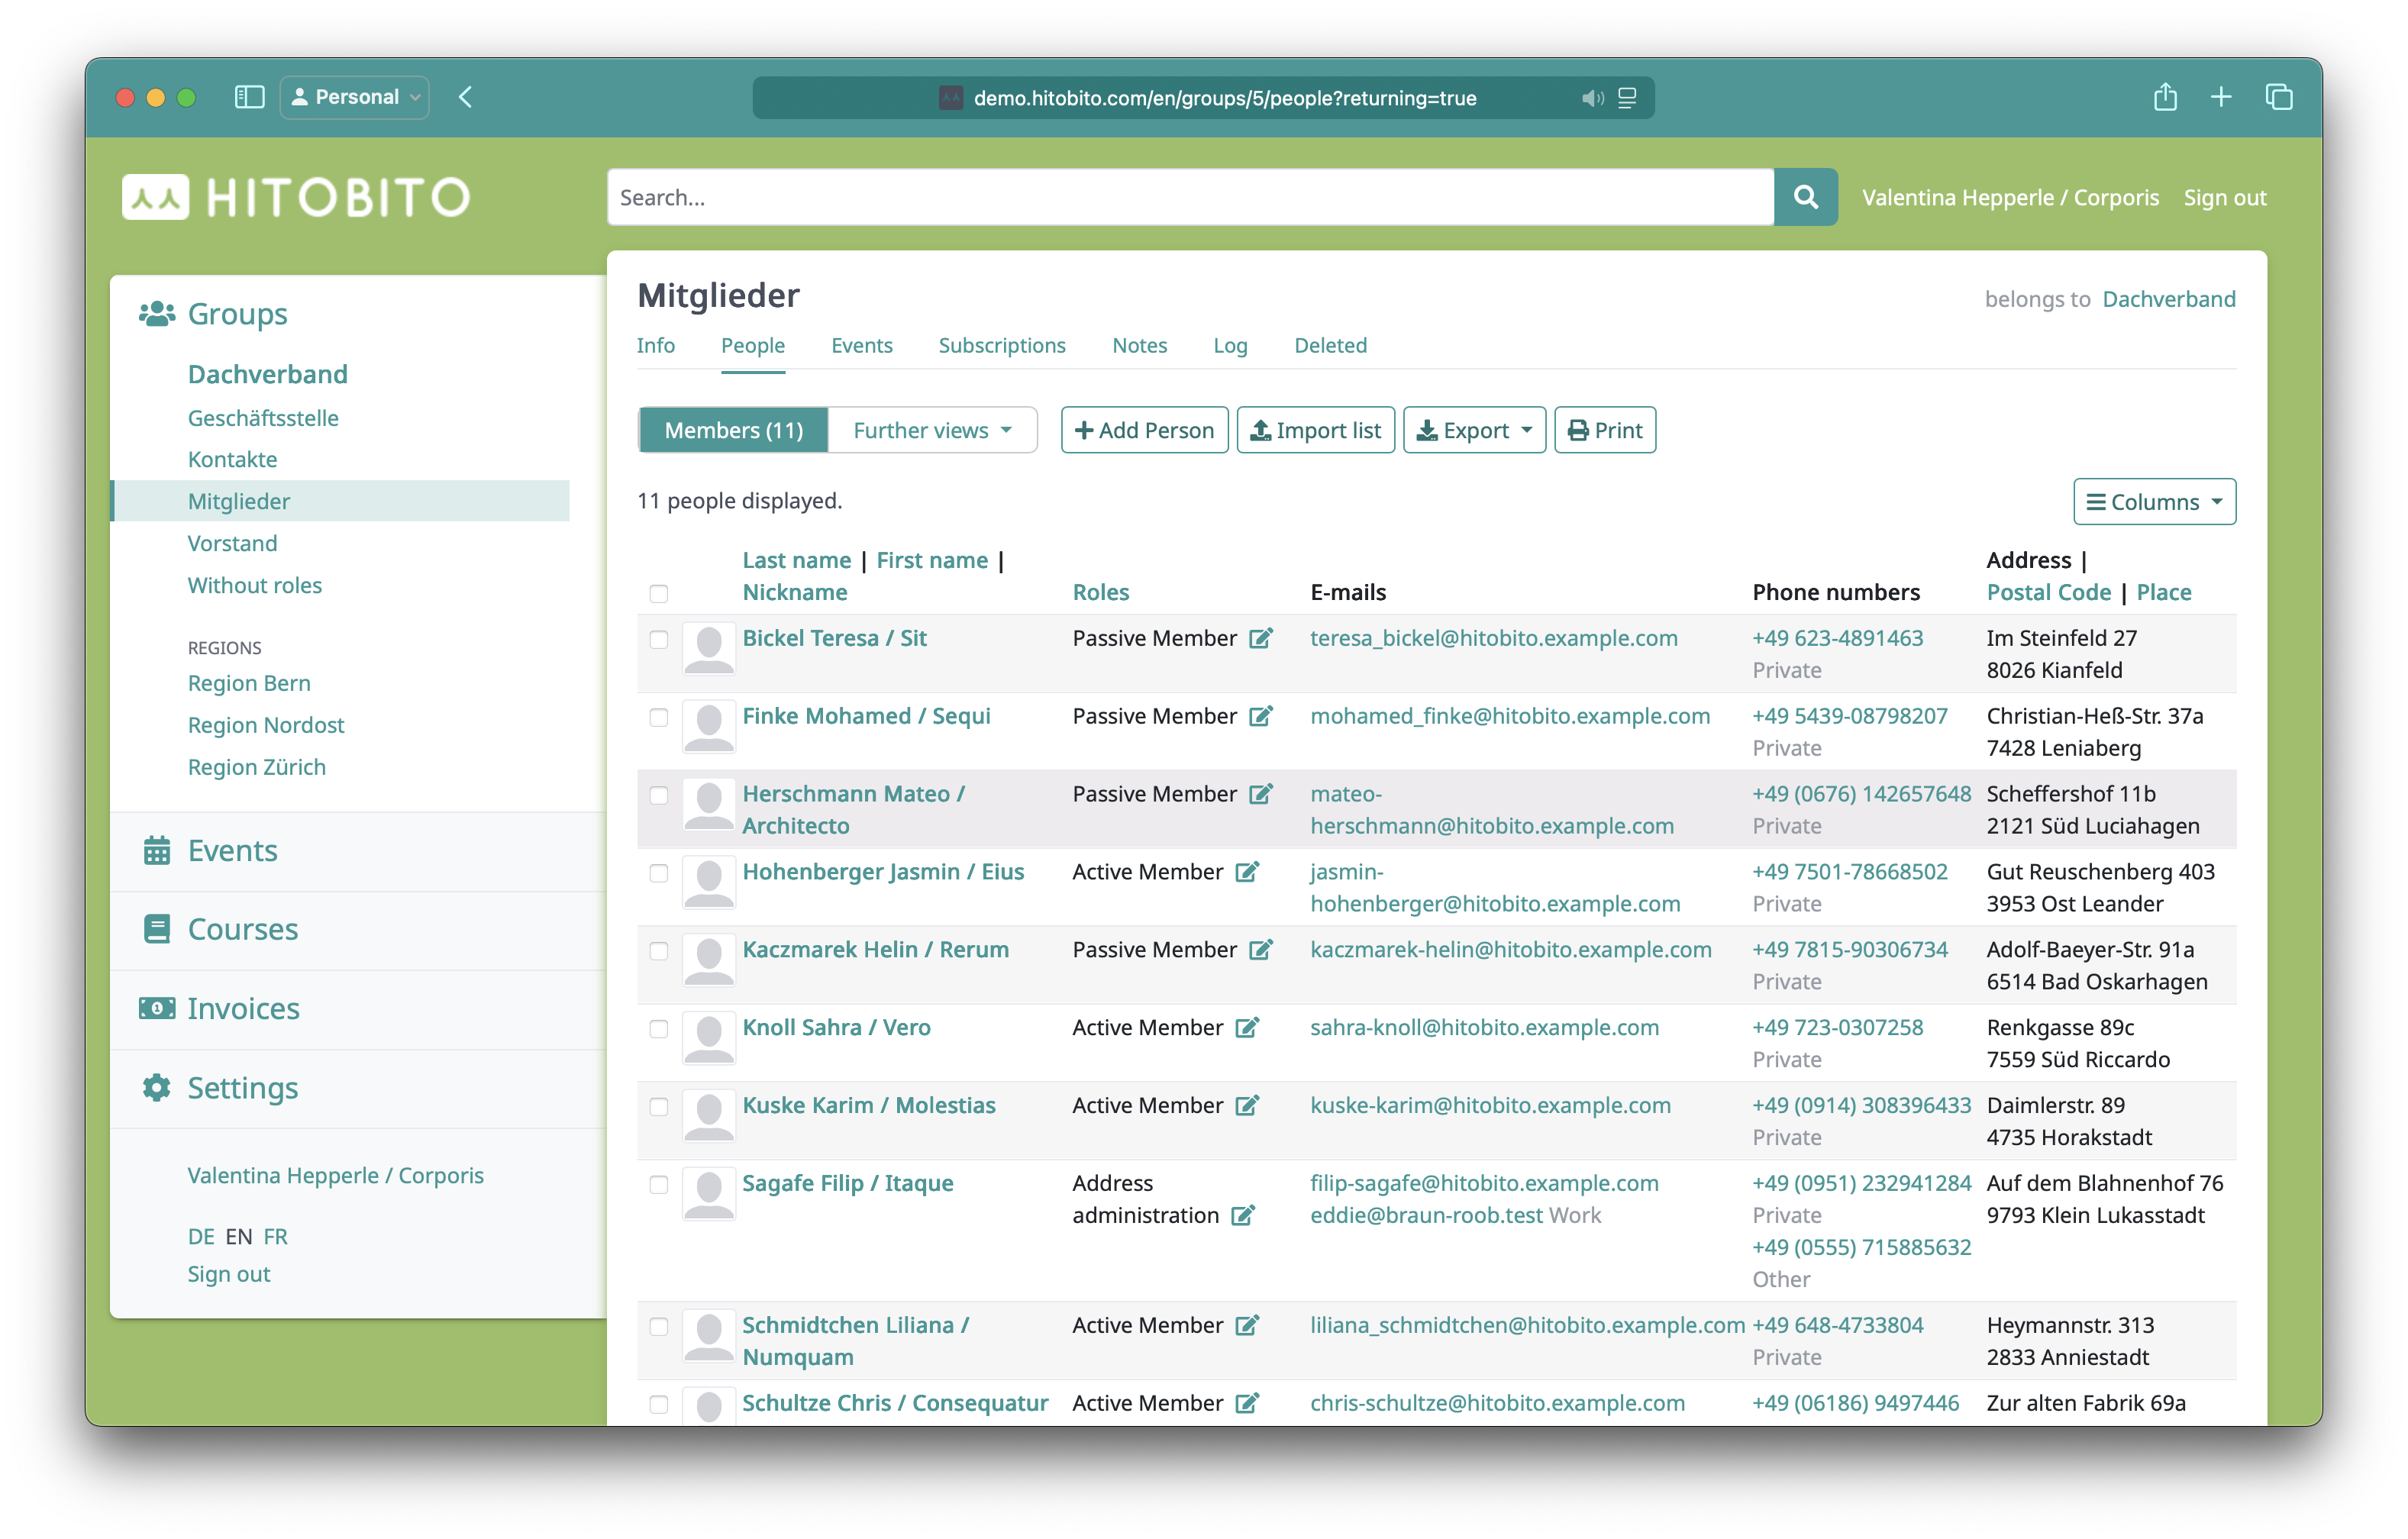 Personal
demo.hitobito.com/en/groups/5/people?returning=true
HITOBITO
Search...
Valentina Hepperle / Corporis Sign out
Groups
Dachverband
Geschäftsstelle
Kontakte
Mitglieder
Vorstand
Without roles
REGIONS
Region Bern
Region Nordost
Region Zürich
Events
Courses
Invoices
Settings
Valentina Hepperle / Corporis
DE EN FR
Sign out
Mitglieder
belongs to Dachverband
Info People Events Subscriptions Notes Log Deleted
Members (11) Further views Add Person Import list Export Print
11 people displayed.
Columns
Last name | First name | Address |
Nickname Roles E-mails Phone numbers Postal Code | Place
Bickel Teresa / Sit Passive Member teresa_bickel@hitobito.example.com +49 623-4891463 Im Steinfeld 27
Private 8026 Kianfeld
Finke Mohamed / Sequi Passive Member mohamed_finke@hitobito.example.com +49 5439-08798207 Christian-Heß-Str. 37a
Private 7428 Leniaberg
Herschmann Mateo / Passive Member mateo- +49 (0676) 142657648 Scheffershof 11b
Architecto herschmann@hitobito.example.com Private 2121 Süd Luciahagen
Hohenberger Jasmin / Eius Active Member jasmin- +49 7501-78668502 Gut Reuschenberg 403
hohenberger@hitobito.example.com Private 3953 Ost Leander
Kaczmarek Helin / Rerum Passive Member kaczmarek-helin@hitobito.example.com +49 7815-90306734 Adolf-Baeyer-Str. 91a
Private 6514 Bad Oskarhagen
Knoll Sahra / Vero Active Member sahra-knoll@hitobito.example.com +49 723-0307258 Renkgasse 89c
Private 7559 Süd Riccardo
Kuske Karim / Molestias Active Member kuske-karim@hitobito.example.com +49 (0914) 308396433 Daimlerstr. 89
Private 4735 Horakstadt
Sagafe Filip / Itaque Address filip-sagafe@hitobito.example.com +49 (0951) 232941284 Auf dem Blahnenhof 76
administration eddie@braun-roob.test Work Private 9793 Klein Lukasstadt
+49 (0555) 715885632
Other
Schmidtchen Liliana / Active Member liliana_schmidtchen@hitobito.example.com +49 648-4733804 Heymannstr. 313
Numquam Private 2833 Anniestadt
Schultze Chris / Consequatur Active Member chris-schultze@hitobito.example.com +49 (06186) 9497446 Zur alten Fabrik 69a